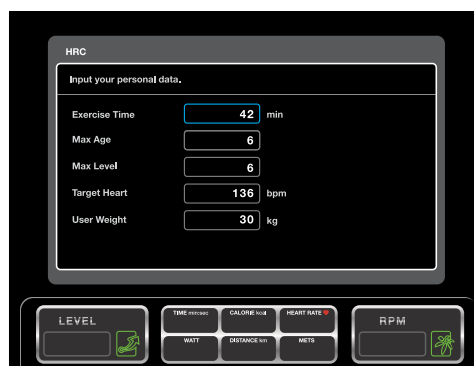 HRC
Input your personal data.
Exercise Time 42 min
Max Age 6
Max Level 6
Target Heart 136 bpm
User Weight 30 kg
LEVEL
TIME min:sec CALORIE kcal HEART RATE
WATT DISTANCE km METS
RPM